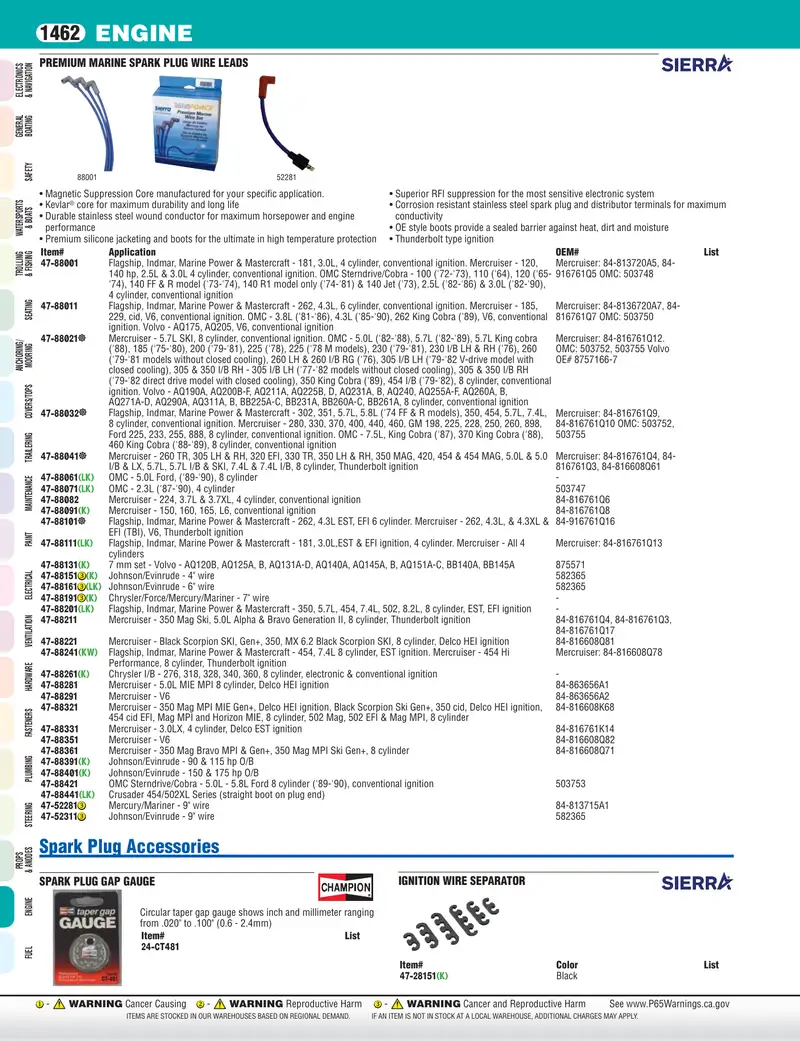 1462 ENGINE
PREMIUM MARINE SPARK PLUG WIRE LEADS
SIERRA
88001
52281
• Magnetic Suppression Core manufactured for your specific application.
• Kevlar® core for maximum durability and long life
• Durable stainless steel wound conductor for maximum horsepower and engine
performance
• Premium silicone jacketing and boots for the ultimate in high temperature protection
• Superior RFI suppression for the most sensitive electronic system
• Corrosion resistant stainless steel spark plug and distributor terminals for maximum
conductivity
• OE style boots provide a sealed barrier against heat, dirt and moisture
• Thunderbolt type ignition
Item# Application OEM# List
47-88001 Flagship, Indmar, Marine Power & Mastercraft - 181, 3.0L, 4 cylinder, conventional ignition. Mercruiser - 120, Mercruiser: 84-813720A5, 84-
140 hp, 2.5L & 3.0L 4 cylinder, conventional ignition. OMC Sterndrive/Cobra - 100 ('72-'73), 110 ('64), 120 ('65- 916761Q5 OMC: 503748
'74), 140 FF & R model ('73-'74), 140 R1 model only ('74-'81) & 140 Jet ('73), 2.5L ('82-'86) & 3.0L ('82-'90),
4 cylinder, conventional ignition
47-88011 Flagship, Indmar, Marine Power & Mastercraft - 262, 4.3L, 6 cylinder, conventional ignition. Mercruiser - 185, Mercruiser: 84-8136720A7, 84-
229, cid, V6, conventional ignition. OMC - 3.8L ('81-'86), 4.3L ('85-'90), 262 King Cobra ('89), V6, conventional 816761Q7 OMC: 503750
ignition. Volvo - AQ175, AQ205, V6, conventional ignition
47-88021 Mercruiser - 5.7L SKI, 8 cylinder, conventional ignition. OMC - 5.0L ('82-'88), 5.7L ('82-'89), 5.7L King cobra Mercruiser: 84-816761Q12.
('88), 185 ('75-'80), 200 ('79-'81), 225 ('78), 225 ('78 M models), 230 ('79-'81), 230 I/B LH & RH ('76), 260 OMC: 503752, 503755 Volvo
('79-'81 models without closed cooling), 260 LH & 260 I/B RG ('76), 305 I/B LH ('79-'82 V-drive model with OE# 8757166-7
closed cooling), 305 & 350 I/B RH - 305 I/B LH ('77-'82 models without closed cooling), 305 & 350 I/B RH
('79-'82 direct drive model with closed cooling), 350 King Cobra ('89), 454 I/B ('79-'82), 8 cylinder, conventional
ignition. Volvo - AQ190A, AQ200B-F, AQ211A, AQ225B, D, AQ231A, B, AQ240, AQ255A-F, AQ260A, B,
AQ271A-D, AQ290A, AQ311A, B, BB225A-C, BB231A, BB260A-C, BB261A, 8 cylinder, conventional ignition
47-88032 Flagship, Indmar, Marine Power & Mastercraft - 302, 351, 5.7L, 5.8L ('74 FF & R models), 350, 454, 5.7L, 7.4L, Mercruiser: 84-816761Q9,
8 cylinder, conventional ignition. Mercruiser - 280, 330, 370, 400, 440, 460, GM 198, 225, 228, 250, 260, 898, 84-816761Q10 OMC: 503752,
Ford 225, 233, 255, 888, 8 cylinder, conventional ignition. OMC - 7.5L, King Cobra ('87), 370 King Cobra ('88), 503755
460 King Cobra ('88-'89), 8 cylinder, conventional ignition
47-88041 Mercruiser - 260 TR, 305 LH & RH, 320 EFI, 330 TR, 350 LH & RH, 350 MAG, 420, 454 & 454 MAG, 5.0L & 5.0 Mercruiser: 84-816761Q4, 84-
I/B & LX, 5.7L, 5.7L I/B & SKI, 7.4L & 7.4L I/B, 8 cylinder, Thunderbolt ignition 816761Q3, 84-816608Q61
47-88061(LK) OMC - 5.0L Ford, ('89-'90), 8 cylinder -
47-88071(LK) OMC - 2.3L ('87-'90), 4 cylinder 503747
47-88082 Mercruiser - 224, 3.7L & 3.7XL, 4 cylinder, conventional ignition 84-816761Q6
47-88091(K) Mercruiser - 150, 160, 165, L6, conventional ignition 84-816761Q8
47-88101 Flagship, Indmar, Marine Power & Mastercraft - 262, 4.3L EST, EFI 6 cylinder. Mercruiser - 262, 4.3L, & 4.3XL & 84-916761Q16
EFI (TBI), V6, Thunderbolt ignition
47-88111(LK) Flagship, Indmar, Marine Power & Mastercraft - 181, 3.0L,EST & EFI ignition, 4 cylinder. Mercruiser - All 4 Mercruiser: 84-816761Q13
cylinders
47-88131(K) 7 mm set - Volvo - AQ120B, AQ125A, B, AQ131A-D, AQ140A, AQ145A, B, AQ151A-C, BB140A, BB145A 875571
47-88151 3 (K) Johnson/Evinrude - 4" wire 582365
47-88161 3 (LK) Johnson/Evinrude - 6" wire 582365
47-88191 3 (K) Chrysler/Force/Mercury/Mariner - 7" wire -
47-88201(LK) Flagship, Indmar, Marine Power & Mastercraft - 350, 5.7L, 454, 7.4L, 502, 8.2L, 8 cylinder, EST, EFI ignition -
47-88211 Mercruiser - 350 Mag Ski, 5.0L Alpha & Bravo Generation II, 8 cylinder, Thunderbolt ignition 84-816761Q4, 84-816761Q3,
84-816761Q17
47-88221 Mercruiser - Black Scorpion SKI, Gen+, 350, MX 6.2 Black Scorpion SKI, 8 cylinder, Delco HEI ignition 84-816608Q81
47-88241(KW) Flagship, Indmar, Marine Power & Mastercraft - 454, 7.4L 8 cylinder, EST ignition. Mercruiser - 454 Hi Mercruiser: 84-816608Q78
Performance, 8 cylinder, Thunderbolt ignition
47-88261(K) Chrysler I/B - 276, 318, 328, 340, 360, 8 cylinder, electronic & conventional ignition -
47-88281 Mercruiser - 5.0L MIE MPI 8 cylinder, Delco HEI ignition 84-863656A1
47-88291 Mercruiser - V6 84-863656A2
47-88321 Mercruiser - 350 Mag MPI MIE Gen+, Delco HEI ignition, Black Scorpion Ski Gen+, 350 cid, Delco HEI ignition, 84-816608K68
454 cid EFI, Mag MPI and Horizon MIE, 8 cylinder, 502 Mag, 502 EFI & Mag MPI, 8 cylinder
47-88331 Mercruiser - 3.0LX, 4 cylinder, Delco EST ignition 84-816761K14
47-88351 Mercruiser - V6 84-816608Q82
47-88361 Mercruiser - 350 Mag Bravo MPI & Gen+, 350 Mag MPI Ski Gen+, 8 cylinder 84-816608Q71
47-88391(K) Johnson/Evinrude - 90 & 115 hp O/B
47-88401(K) Johnson/Evinrude - 150 & 175 hp O/B
47-88421 OMC Sterndrive/Cobra - 5.0L - 5.8L Ford 8 cylinder ('89-'90), conventional ignition 503753
47-88441(LK) Crusader 454/502XL Series (straight boot on plug end)
47-52281 3 Mercury/Mariner - 9" wire 84-813715A1
47-52311 3 Johnson/Evinrude - 9" wire 582365
Spark Plug Accessories
SPARK PLUG GAP GAUGE
CHAMPION
taper gap
GAUGE
CT-481
Circular taper gap gauge shows inch and millimeter ranging
from .020" to .100" (0.6 - 2.4mm)
Item# List
24-CT481
IGNITION WIRE SEPARATOR
SIERRA
Item# Color List
47-28151(K) Black
ELECTRONICS & NAVIGATION
GENERAL BOATING
SAFETY
WATERSPORTS & BOATS
TROLLING & FISHING
SEATING
ANCHORING/ MOORING
COVERS/TOPS
TRAILERING
MAINTENANCE
PAINT
ELECTRICAL
VENTILATION
HARDWARE
FASTENERS
PLUMBING
STEERING
PROPS & ANODES
ENGINE
FUEL
1 - WARNING Cancer Causing 2 - WARNING Reproductive Harm 3 - WARNING Cancer and Reproductive Harm See www.P65Warnings.ca.gov
ITEMS ARE STOCKED IN OUR WAREHOUSES BASED ON REGIONAL DEMAND. IF AN ITEM IS NOT IN STOCK AT A LOCAL WAREHOUSE, ADDITIONAL CHARGES MAY APPLY.